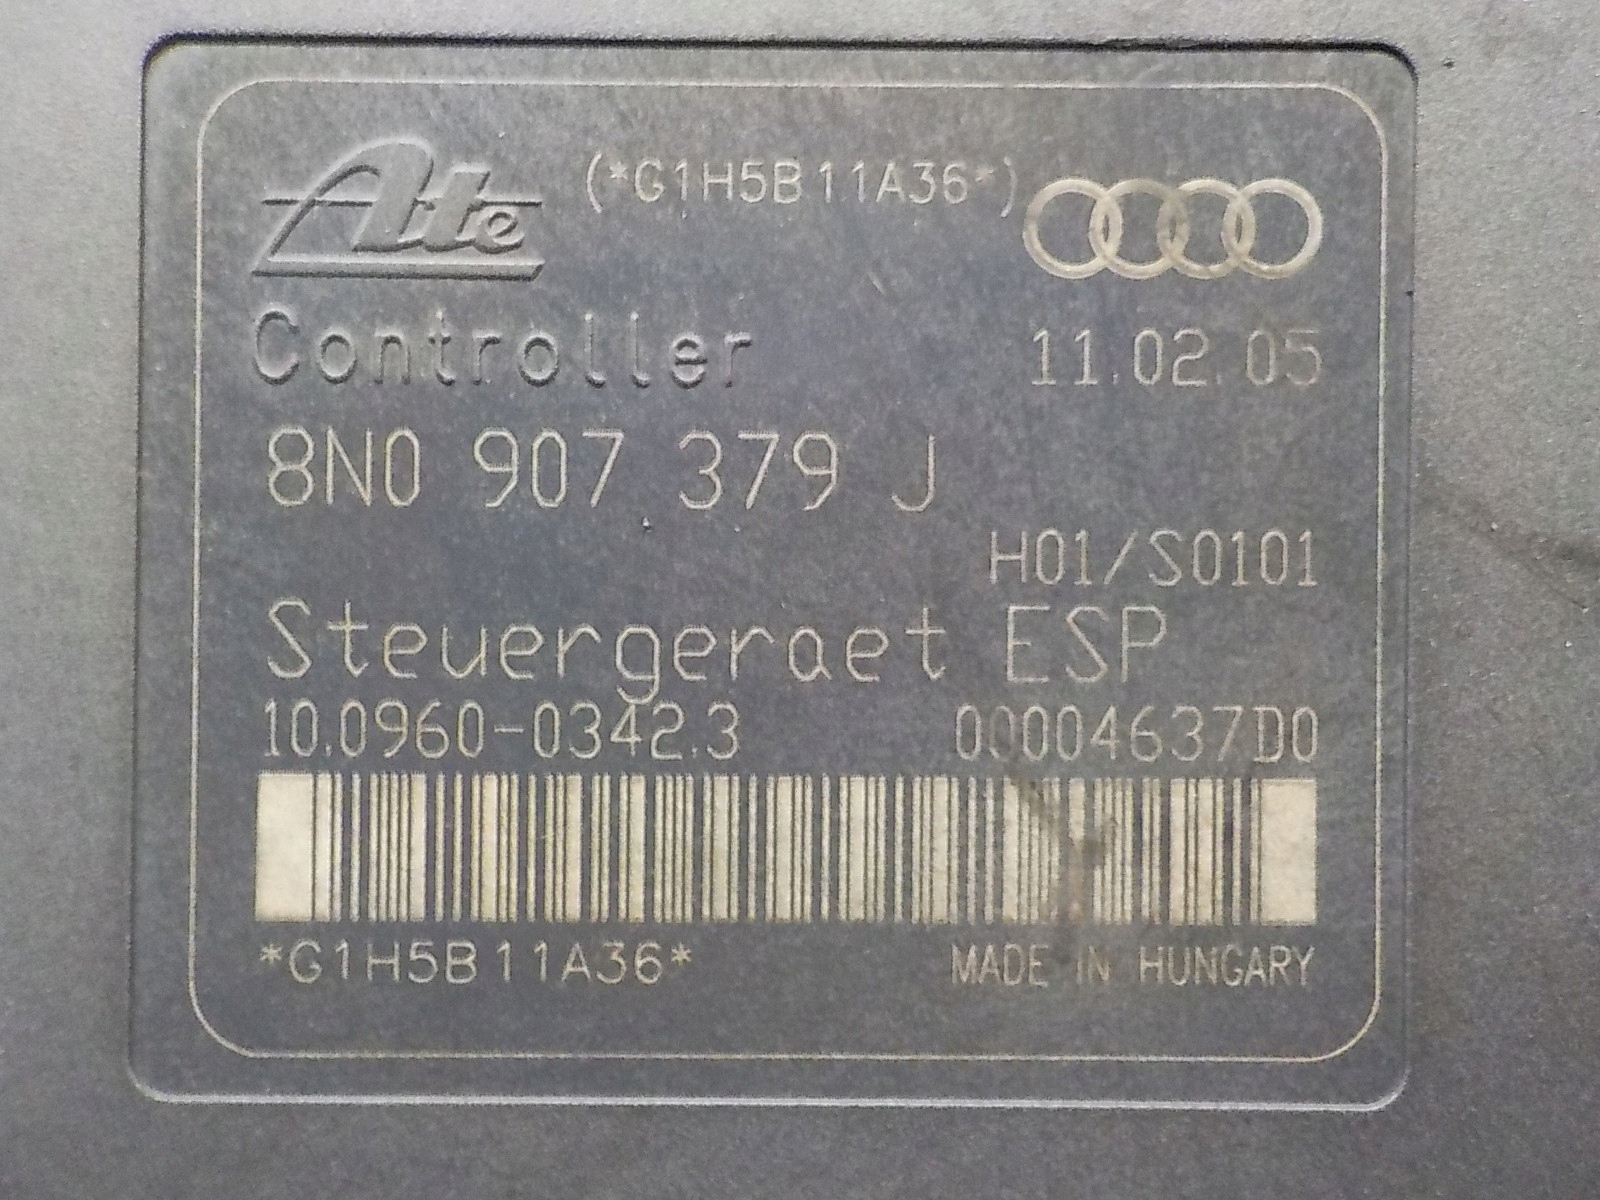 Ate (*G1H5B11A36*)
Controller 11.02.05
8N0 907 379 J
H01/S0101
Steuergeraet ESP
10.0960-0342.3 00004637D0
*G1H5B11A36* MADE IN HUNGARY